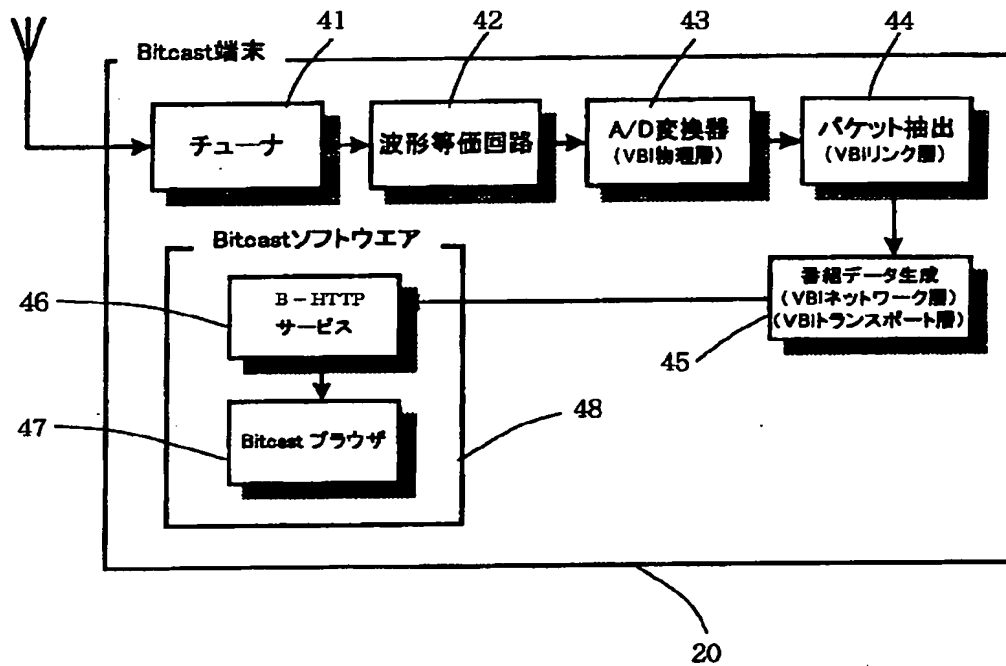 41
42
43
44
Bitcast端末
チューナ
波形等価回路
A/D変換器
(VBI物理層)
パケット抽出
(VBIリンク層)
Bitcastソフトウエア
46
B-HTTP
サービス
番組データ生成
(VBIネットワーク層)
(VBIトランスポート層)
45
47
Bitcast ブラウザ
48
20